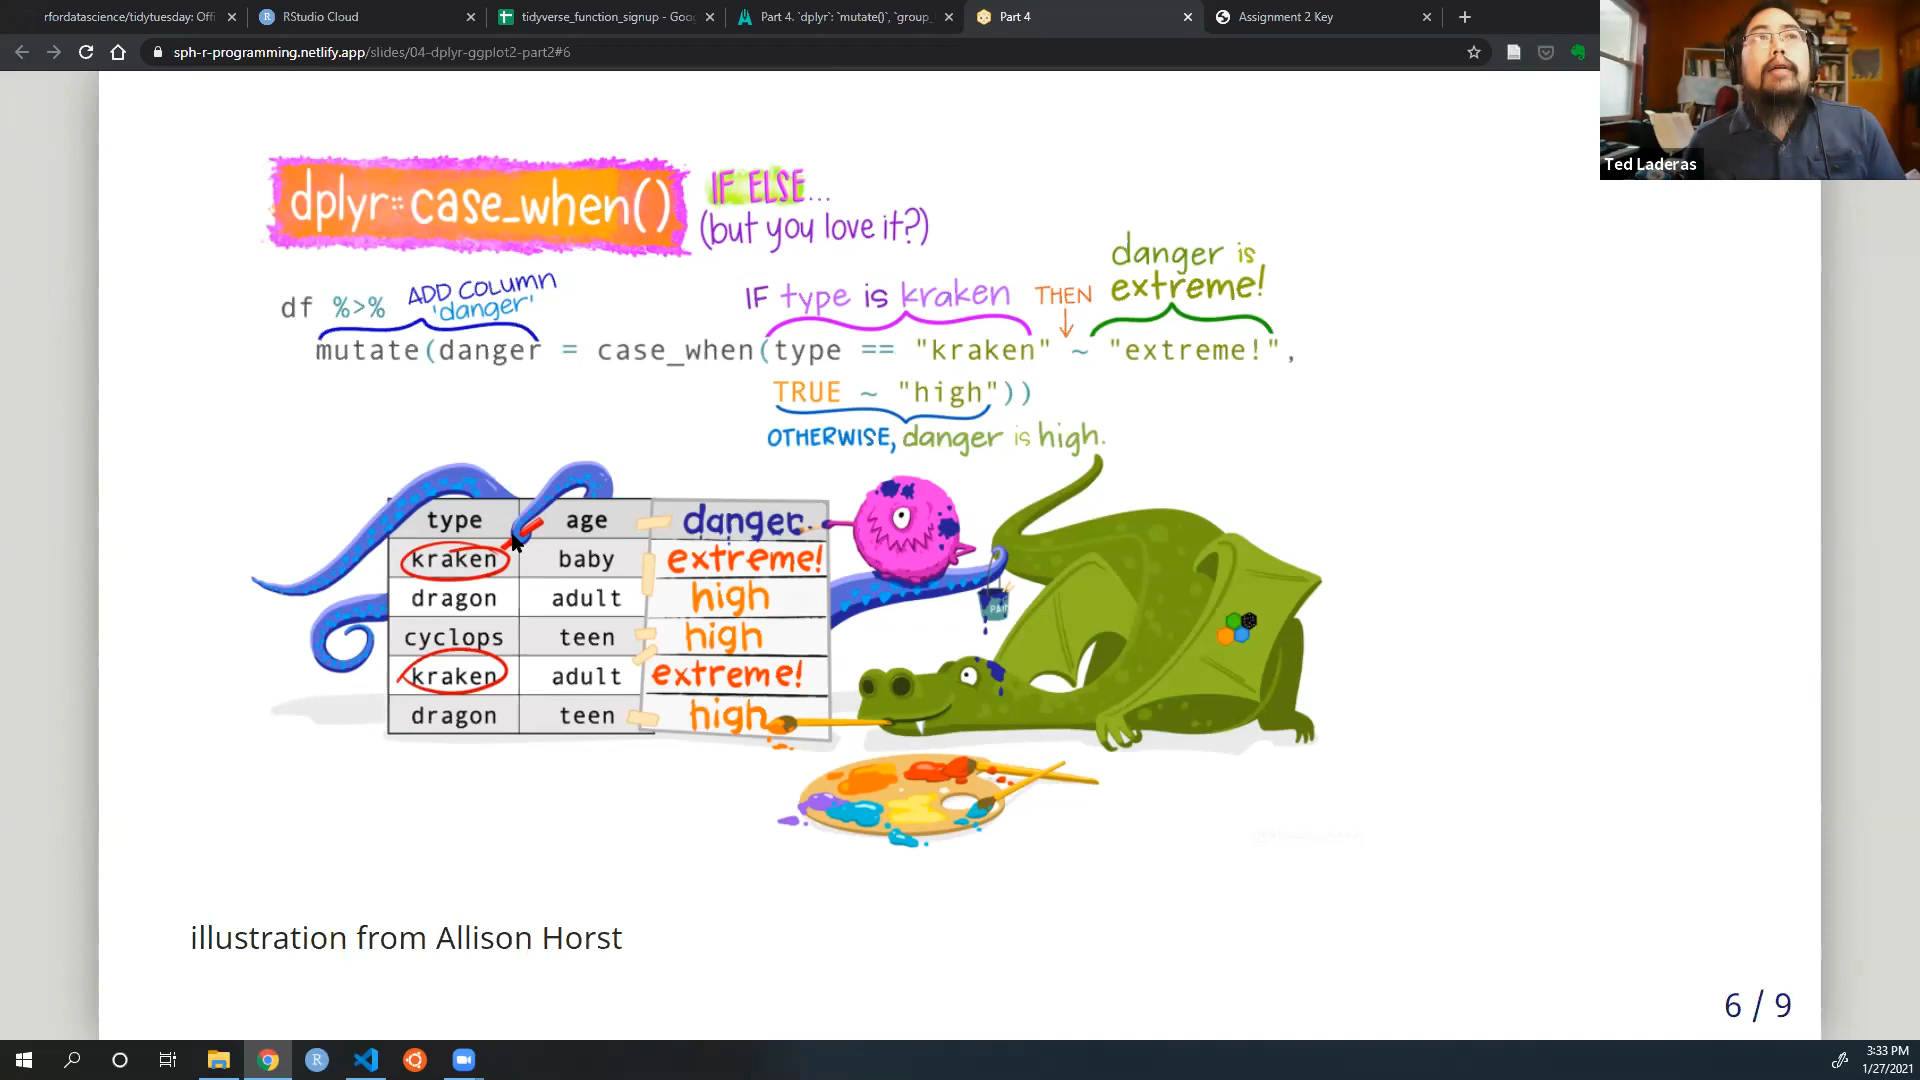 rfordatascience/tidytuesday: Offi
RStudio Cloud
tidyverse_function_signup - Goo
Part 4. `dplyr`: `mutate()`, `group_
Part 4
Assignment 2 Key
sph-r-programming.netlify.app/slides/04-dplyr-ggplot2-part2#6
Ted Laderas
dplyr::case_when()
IF ELSE...
(but you love it?)
danger is
extreme!
ADD COLUMN
'danger'
IF type is kraken THEN
df %>%
mutate(danger = case_when(type == "kraken" ~ "extreme!",
TRUE ~ "high"))
OTHERWISE, danger is high.
type age danger
kraken baby extreme!
dragon adult high
cyclops teen high
kraken adult extreme!
dragon teen high
illustration from Allison Horst
6 / 9
3:33 PM
1/27/2021